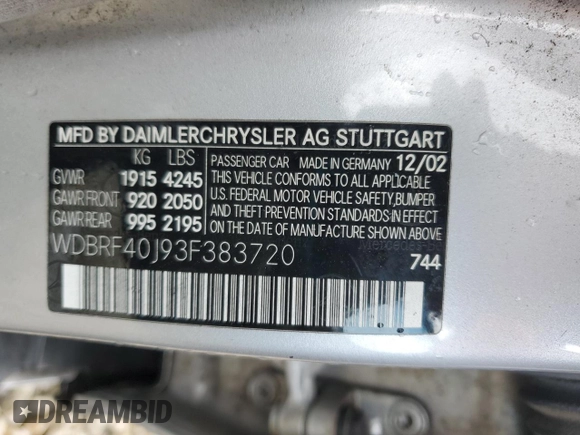 MFD BY DAIMLERCHRYSLER AG STUTTGART
KG LBS
GVWR 1915 4245
GAWR FRONT 920 2050
GAWR REAR 995 2195
PASSENGER CAR MADE IN GERMANY 12/02
THIS VEHICLE CONFORMS TO ALL APPLICABLE
U.S. FEDERAL MOTOR VEHICLE SAFETY,BUMPER
AND THEFT PREVENTION STANDARDS IN EFFECT
ON THE DATE OF MANUFACTURE SHOWN ABOVE.
WDBRF40J93F383720
744
DREAMBID